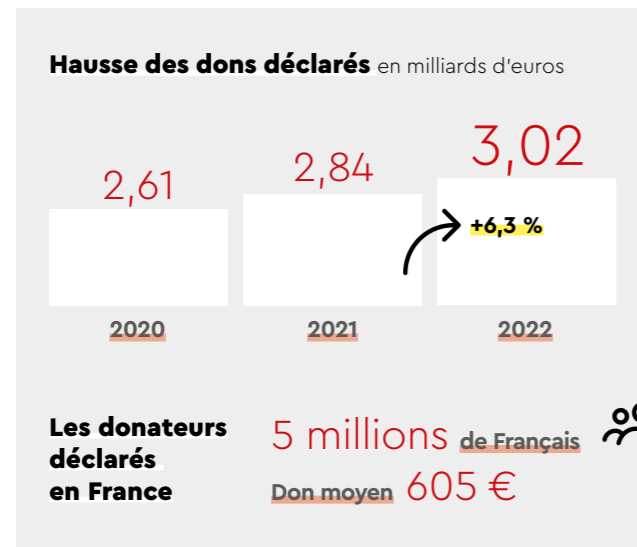 Hausse des dons déclarés en milliards d'euros
2,61
2,84
3,02
+6,3 %
2020
2021
2022
Les donateurs
déclarés
en France
5 millions de Français
Don moyen 605 €